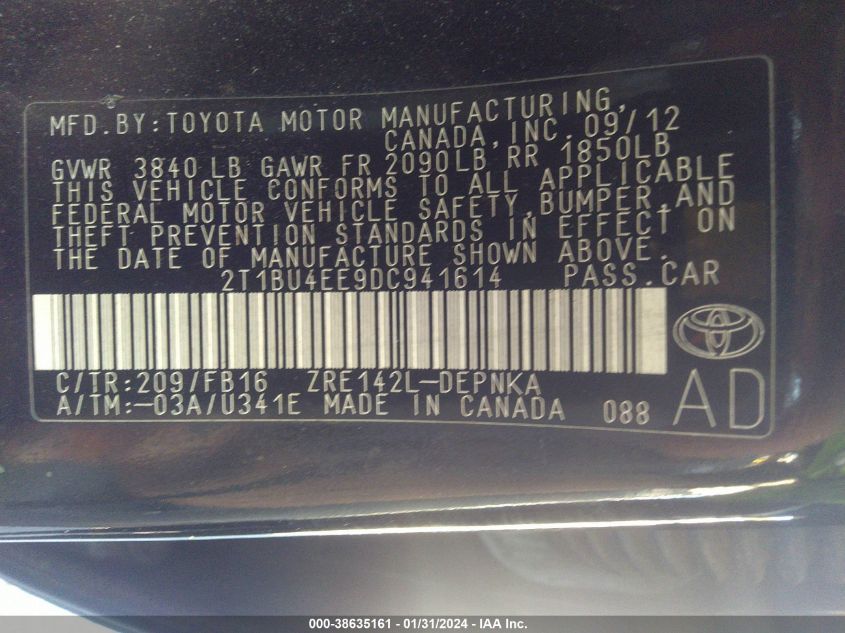 MFD.BY:TOYOTA MOTOR MANUFACTURING,
CANADA,INC. 09/12
GVWR 3840 LB GAWR FR 2090LB RR 1850LB
THIS VEHICLE CONFORMS TO ALL APPLICABLE
FEDERAL MOTOR VEHICLE SAFETY,BUMPER,AND
THEFT PREVENTION STANDARDS IN EFFECT ON
THE DATE OF MANUFACTURE SHOWN ABOVE.
2T1BU4EE9DC941614 PASS.CAR
C/TR:209/FB16 ZRE142L-DEPNKA
A/TM:-03A/U341E MADE IN CANADA 088
AD
000-38635161 - 01/31/2024 - IAA Inc.